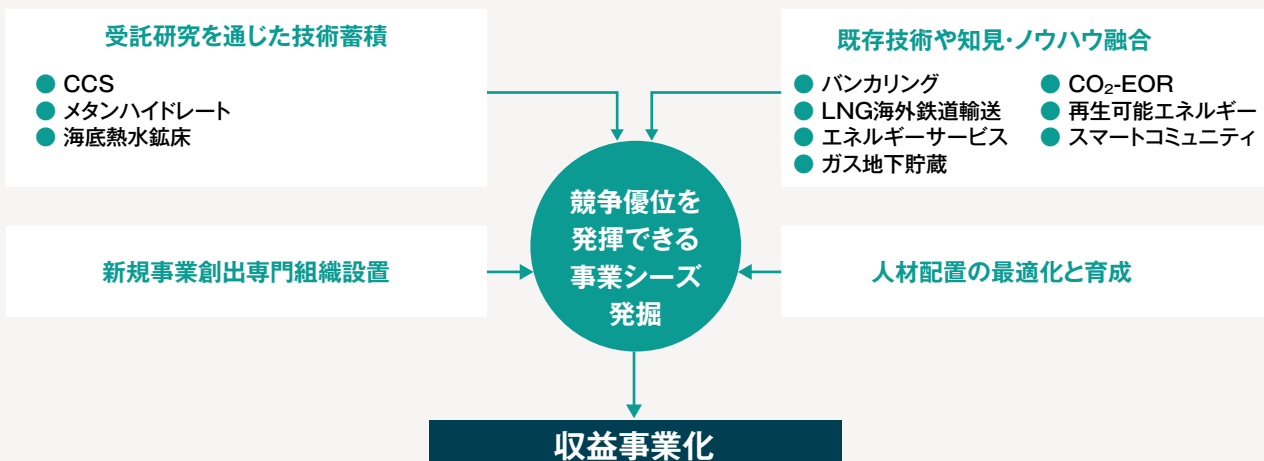 受託研究を通じた技術蓄積
● CCS
● メタンハイドレート
● 海底熱水鉱床
既存技術や知見・ノウハウ融合
● バンカリング
● LNG海外鉄道輸送
● エネルギーサービス
● ガス地下貯蔵
● CO₂-EOR
● 再生可能エネルギー
● スマートコミュニティ
新規事業創出専門組織設置
競争優位を
発揮できる
事業シーズ
発掘
人材配置の最適化と育成
収益事業化